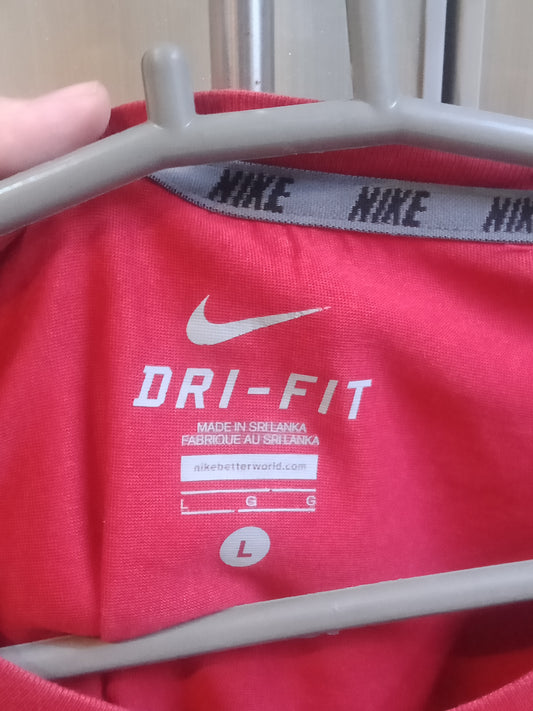 NIKE NIKE NIKE
DRI-FIT
MADE IN SRI LANKA
FABRIQUE AU SRI LANKA
nikebetterworld.com
L G G
L